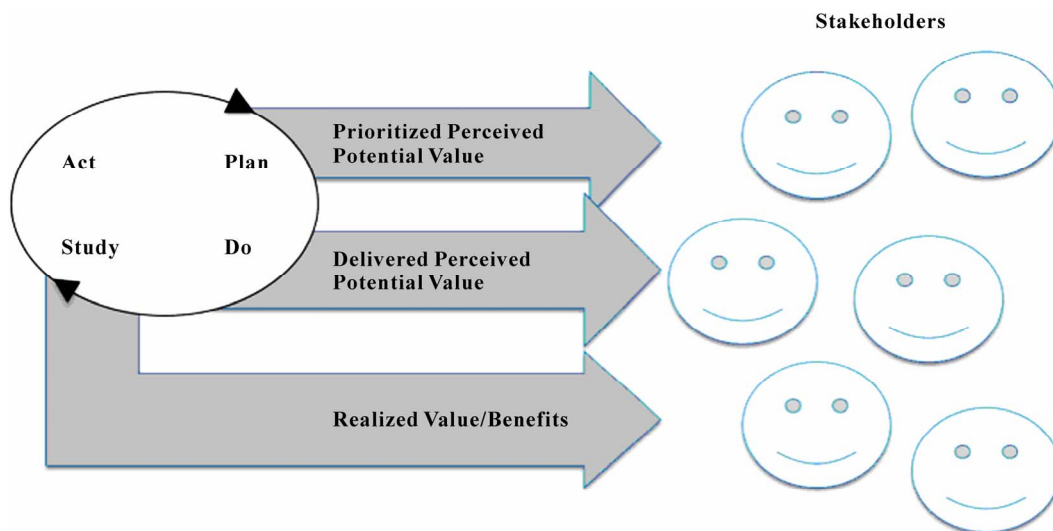 Stakeholders
Prioritized Perceived
Potential Value
Act
Plan
Study
Do
Delivered Perceived
Potential Value
Realized Value/Benefits